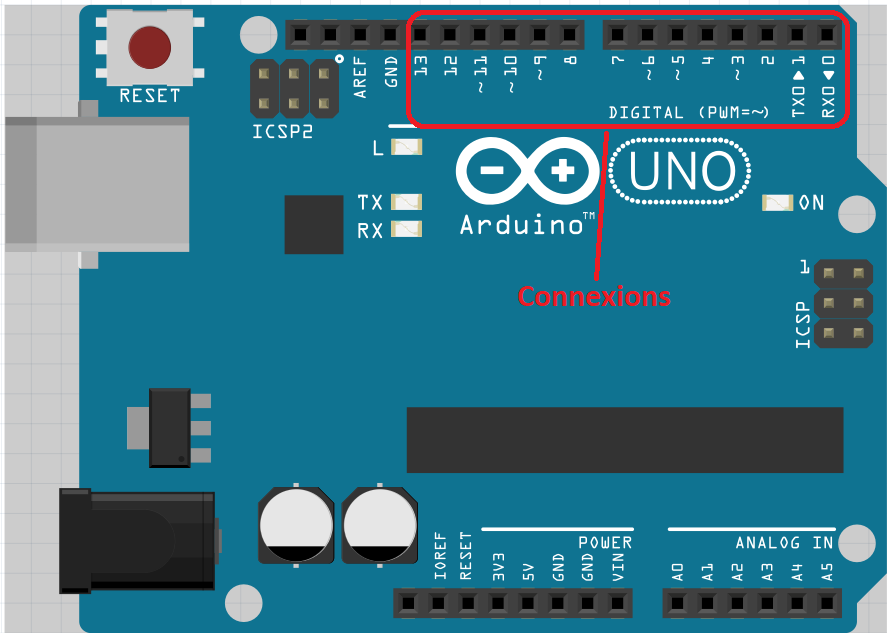 RESET
ICSP2
AREF
GND
13
12
~11
~10
~9
8
7
~6
~5
4
~3
2
TX0▶1
RX0◀0
DIGITAL (PWM=~)
L
TX
RX
Arduino™
UNO
ON
Connexions
1
ICSP
IOREF
RESET
3V3
5V
GND
GND
VIN
POWER
ANALOG IN
A0
A1
A2
A3
A4
A5